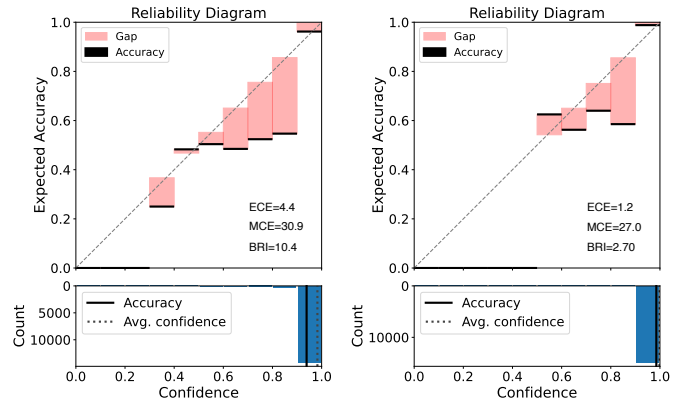 Reliability Diagram
1.0
0.8
0.6
0.4
0.2
0.0
Expected Accuracy
Gap
Accuracy
ECE=4.4
MCE=30.9
BRI=10.4
0
5000
10000
Count
Accuracy
Avg. confidence
0.0 0.2 0.4 0.6 0.8 1.0
Confidence
Reliability Diagram
1.0
0.8
0.6
0.4
0.2
0.0
Expected Accuracy
Gap
Accuracy
ECE=1.2
MCE=27.0
BRI=2.70
0
10000
Count
Accuracy
Avg. confidence
0.0 0.2 0.4 0.6 0.8 1.0
Confidence